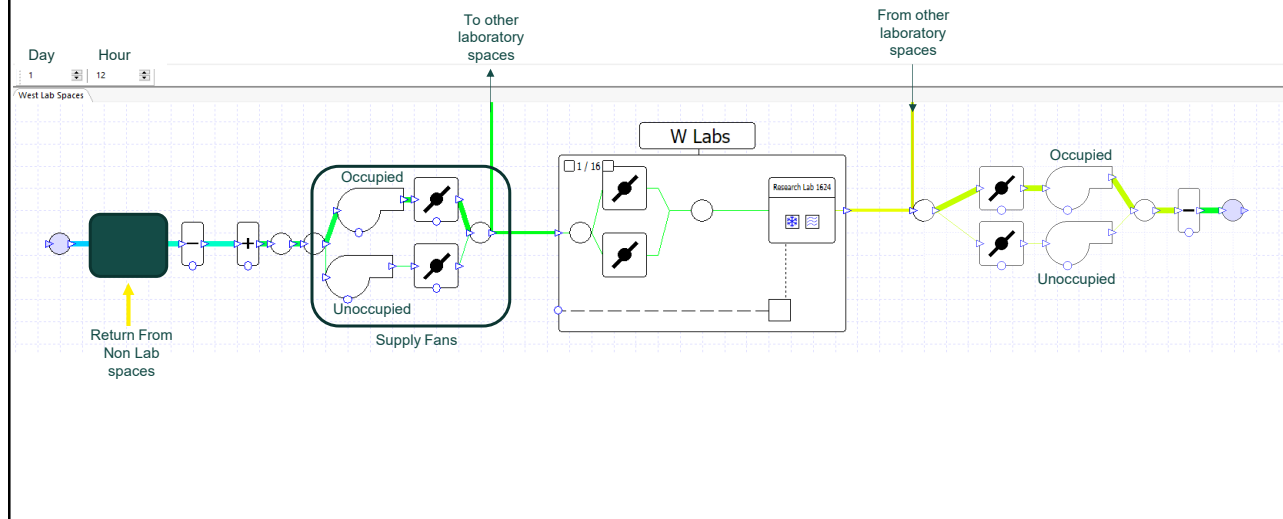 To other
laboratory
spaces
From other
laboratory
spaces
Day Hour
1 12
West Lab Spaces
W Labs
1 / 16
Occupied
Research Lab 1624
Occupied
Unoccupied
Unoccupied
Supply Fans
Return From
Non Lab
spaces